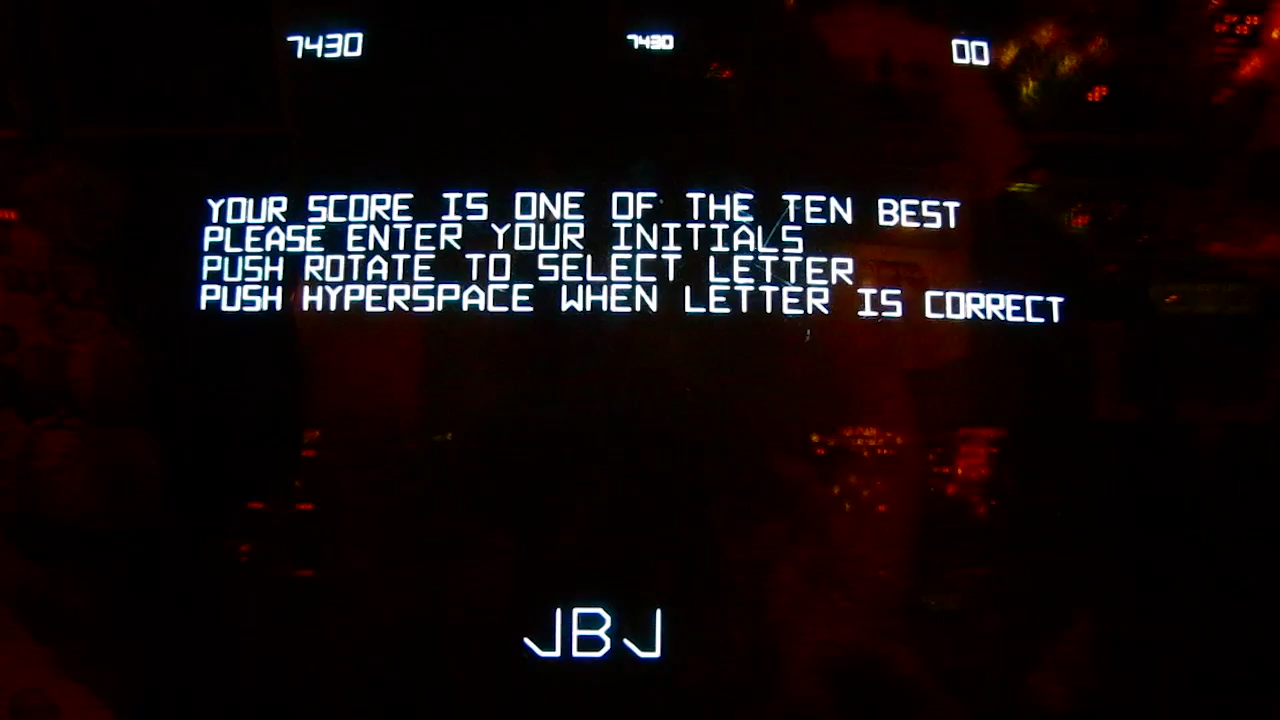 7430 7430 00
YOUR SCORE IS ONE OF THE TEN BEST
PLEASE ENTER YOUR INITIALS
PUSH ROTATE TO SELECT LETTER
PUSH HYPERSPACE WHEN LETTER IS CORRECT
JBJ